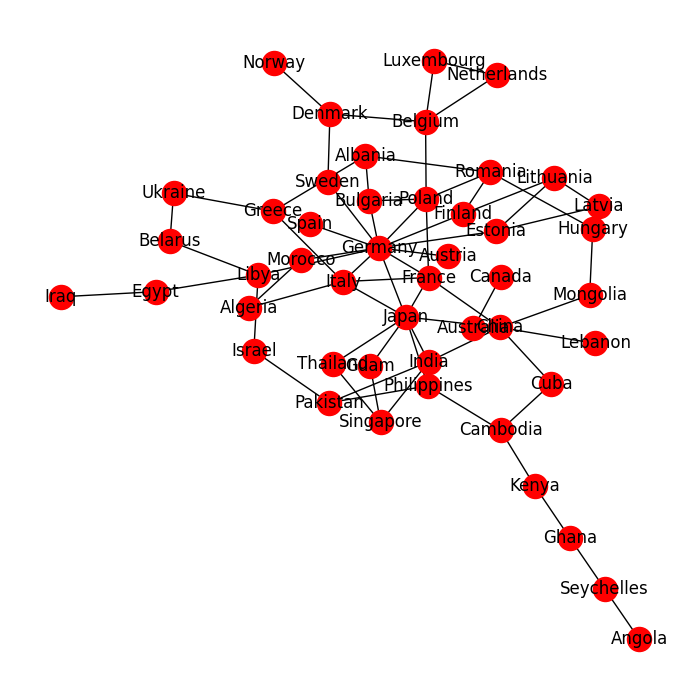 Norway
Luxembourg
Netherlands
Denmark
Belgium
Albania
Romania
Lithuania
Sweden
Ukraine
Bulgaria
Poland
Greece
Finland
Latvia
Spain
Estonia
Hungary
Belarus
Germany
Austria
Morocco
Libya
France
Canada
Italy
Iraq
Egypt
Mongolia
Algeria
Japan
Australia
China
Israel
Lebanon
Thailand
Guam
India
Philippines
Cuba
Pakistan
Singapore
Cambodia
Kenya
Ghana
Seychelles
Angola